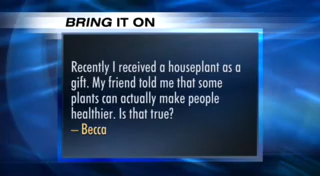 BRING IT ON
Recently I received a houseplant as a
gift. My friend told me that some
plants can actually make people
healthier. Is that true?
– Becca